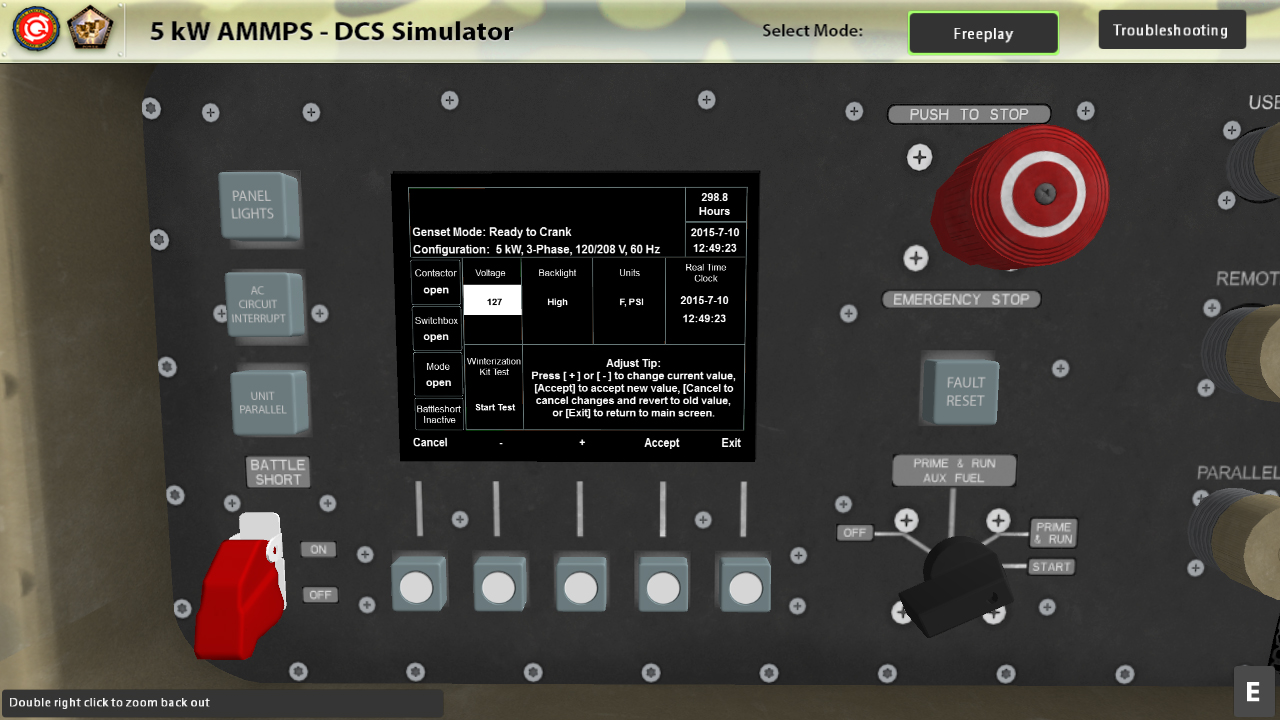 5 kW AMMPS - DCS Simulator
Select Mode:
Freeplay
Troubleshooting
PUSH TO STOP
PANEL
LIGHTS
298.8
Hours
Genset Mode: Ready to Crank
2015-7-10
Configuration: 5 kW, 3-Phase, 120/208 V, 60 Hz
12:49:23
Contactor
open
Voltage
127
Backlight
High
Units
F, PSI
Real Time
Clock
2015-7-10
12:49:23
Switchbox
open
Mode
open
Battleshort
Inactive
Winterization
Kit Test
Start Test
Adjust Tip:
Press [ + ] or [ - ] to change current value,
[Accept] to accept new value, [Cancel to
cancel changes and revert to old value,
or [Exit] to return to main screen.
Cancel
-
+
Accept
Exit
AC
CIRCUIT
INTERRUPT
UNIT
PARALLEL
BATTLE
SHORT
ON
OFF
EMERGENCY STOP
FAULT
RESET
PRIME & RUN
AUX FUEL
OFF
PRIME
& RUN
START
USE
REMOT
PARALLEL
Double right click to zoom back out
E